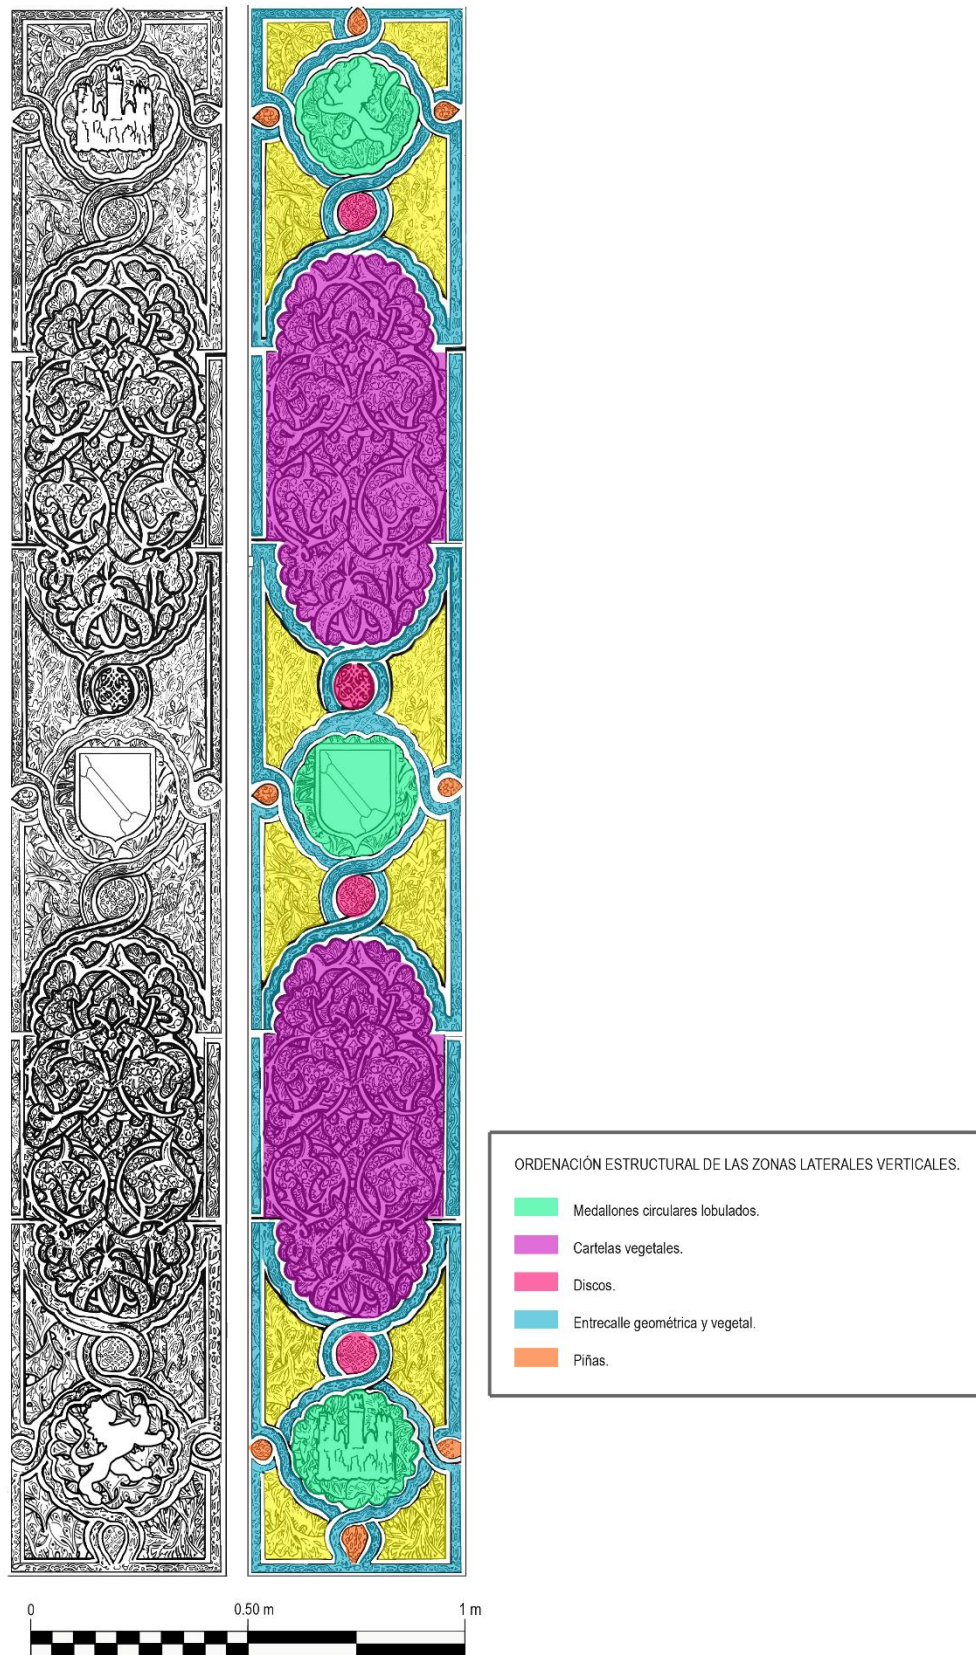 ORDENACIÓN ESTRUCTURAL DE LAS ZONAS LATERALES VERTICALES.
Medallones circulares lobulados.
Cartelas vegetales.
Discos.
Entrecalle geométrica y vegetal.
Piñas.
0 0.50 m 1 m